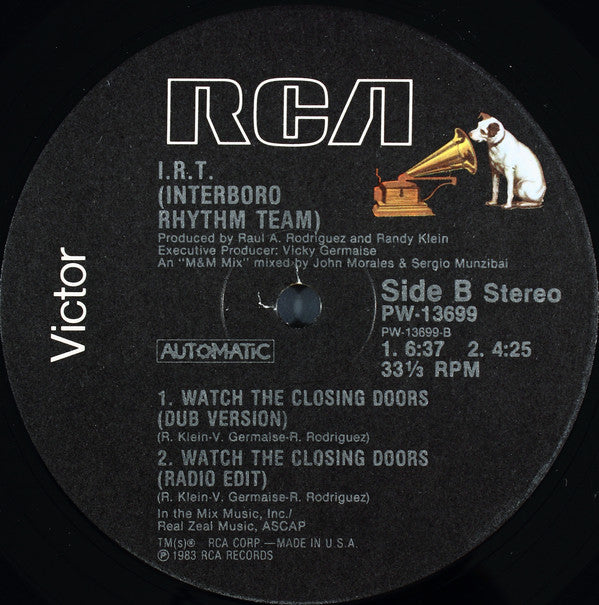 RCA
I.R.T.
(INTERBORO
RHYTHM TEAM)
Produced by Raul A. Rodriguez and Randy Klein
Executive Producer: Vicky Germaise
An "M&M Mix" mixed by John Morales & Sergio Munzibai
Victor
Side B Stereo
PW-13699
PW-13699-B
1. 6:37 2. 4:25
33⅓ RPM
AUTOMATIC
1. WATCH THE CLOSING DOORS
(DUB VERSION)
(R. Klein-V. Germaise-R. Rodriguez)
2. WATCH THE CLOSING DOORS
(RADIO EDIT)
(R. Klein-V. Germaise-R. Rodriguez)
In the Mix Music, Inc./
Real Zeal Music, ASCAP
TM(s)® RCA CORP.—MADE IN U.S.A.
℗ 1983 RCA RECORDS